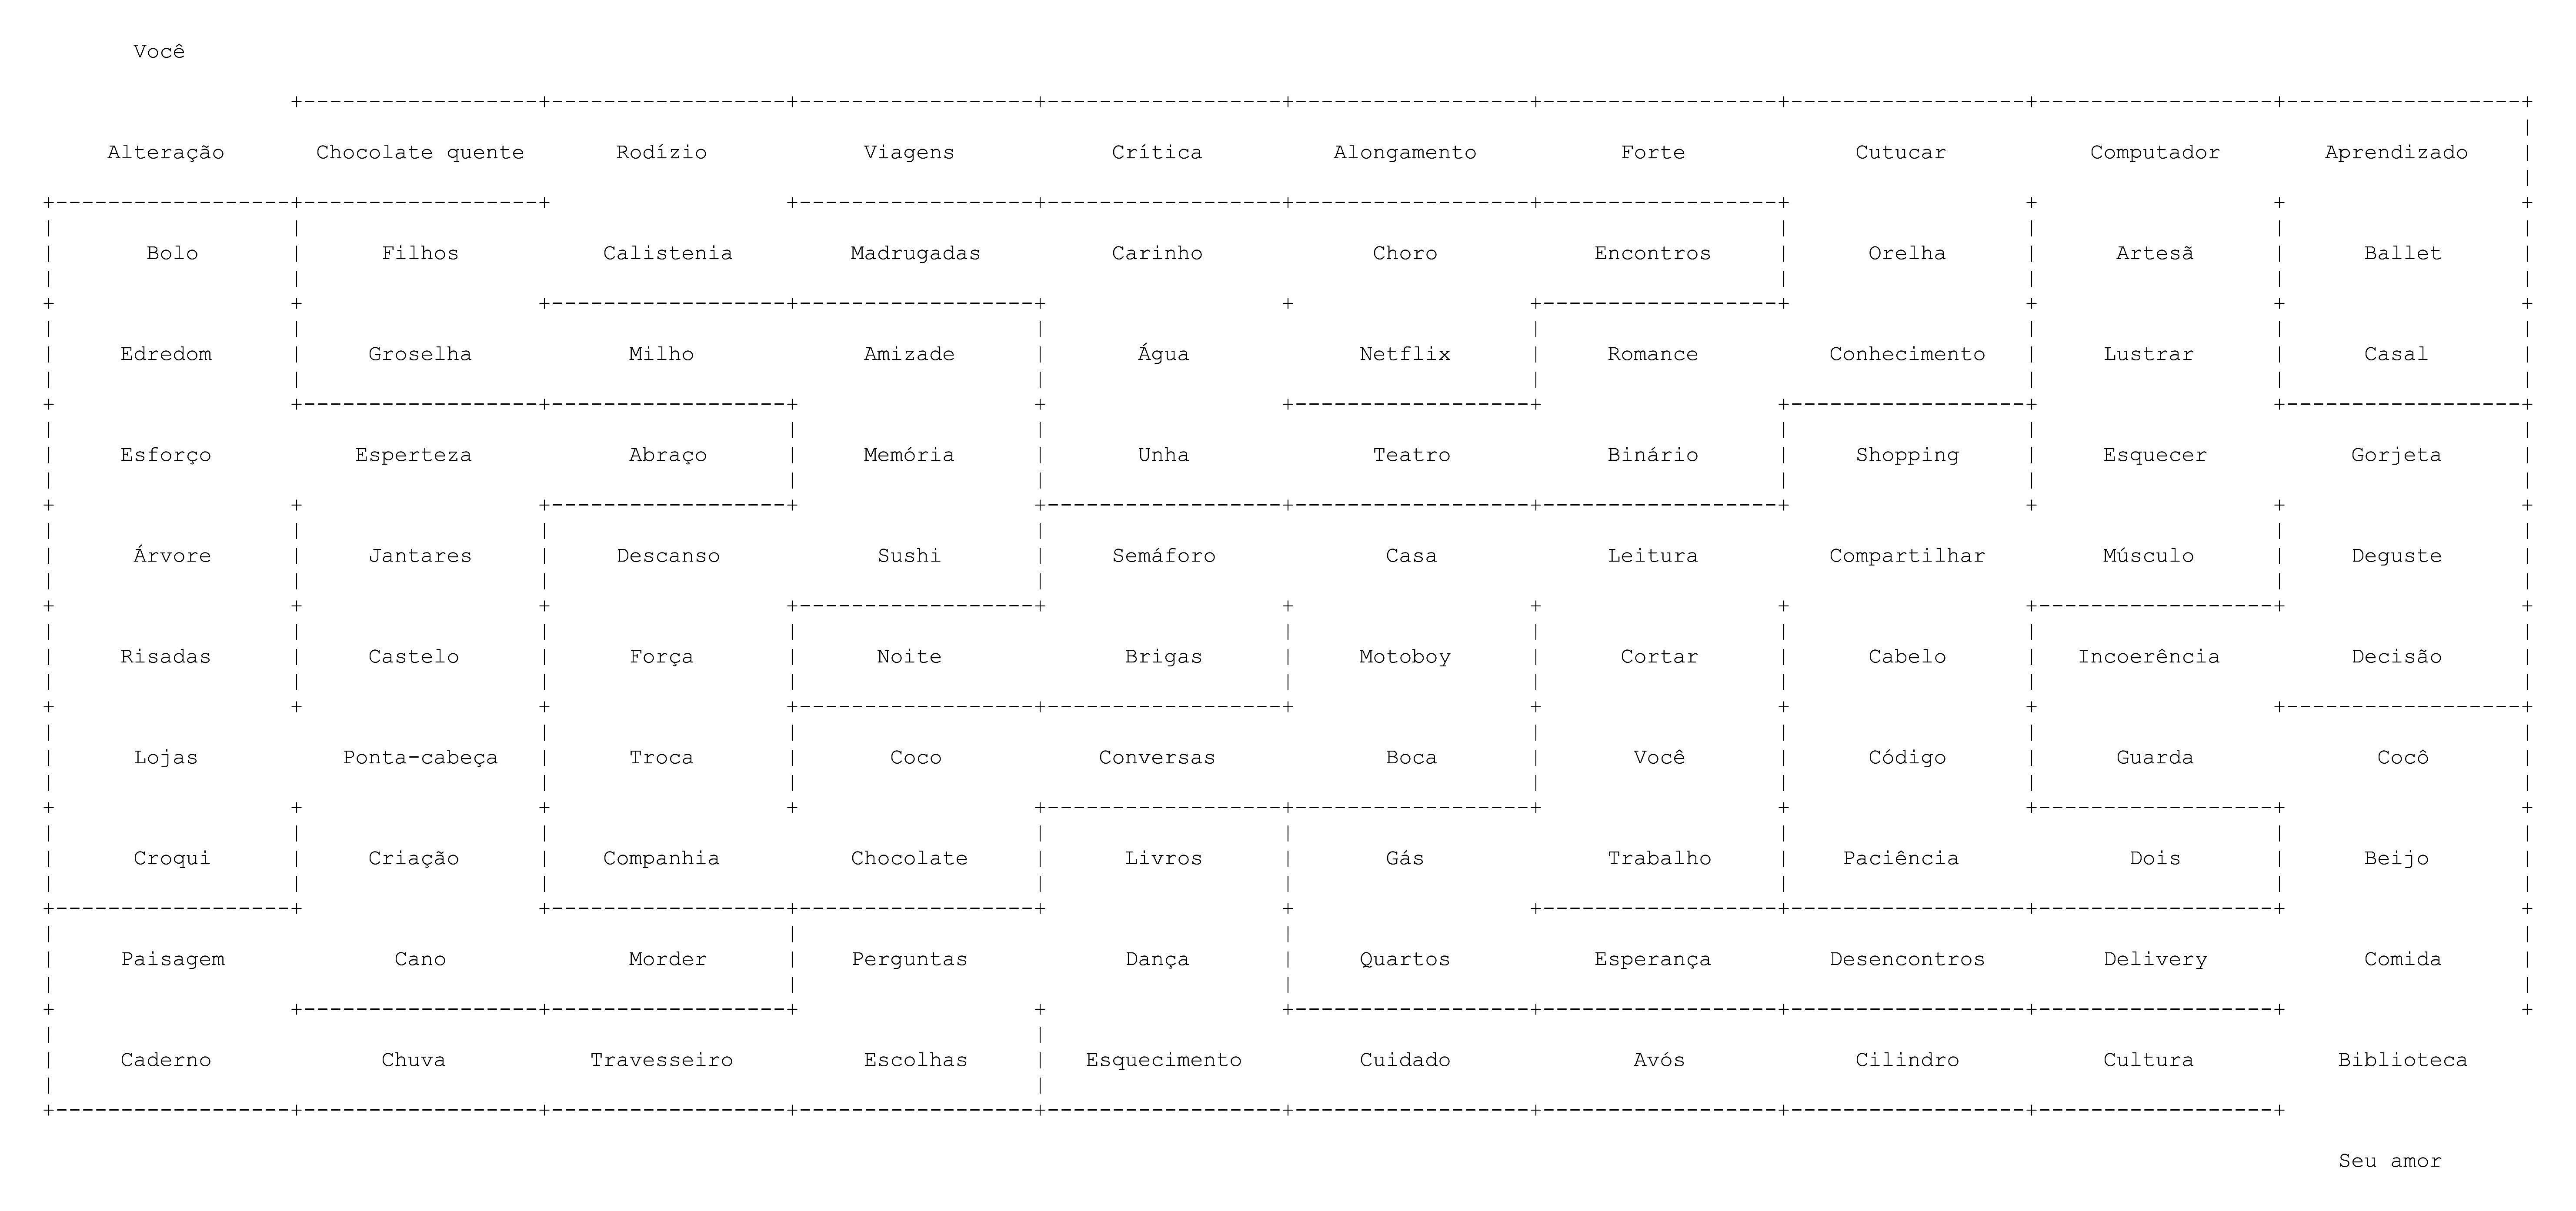 Você
Alteração Chocolate quente Rodízio Viagens Crítica Alongamento Forte Cutucar Computador Aprendizado
Bolo Filhos Calistenia Madrugadas Carinho Choro Encontros Orelha Artesã Ballet
Edredom Groselha Milho Amizade Água Netflix Romance Conhecimento Lustrar Casal
Esforço Esperteza Abraço Memória Unha Teatro Binário Shopping Esquecer Gorjeta
Árvore Jantares Descanso Sushi Semáforo Casa Leitura Compartilhar Músculo Deguste
Risadas Castelo Força Noite Brigas Motoboy Cortar Cabelo Incoerência Decisão
Lojas Ponta-cabeça Troca Coco Conversas Boca Você Código Guarda Cocô
Croqui Criação Companhia Chocolate Livros Gás Trabalho Paciência Dois Beijo
Paisagem Cano Morder Perguntas Dança Quartos Esperança Desencontros Delivery Comida
Caderno Chuva Travesseiro Escolhas Esquecimento Cuidado Avós Cilindro Cultura Biblioteca
Seu amor